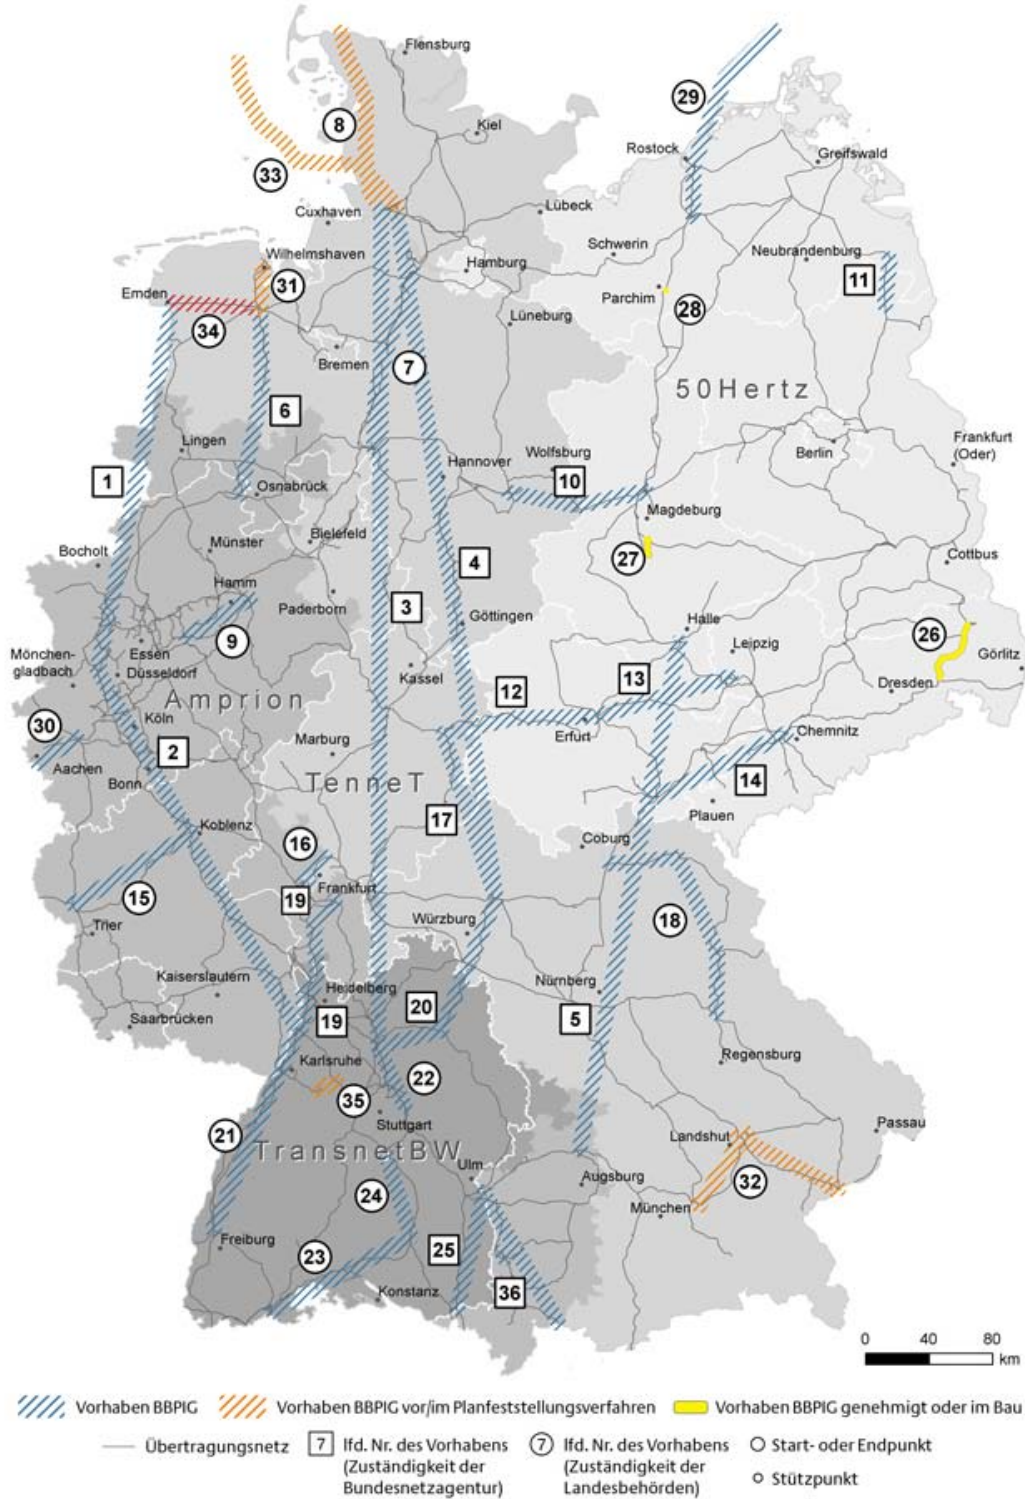 Flensburg
29
8
Kiel
Rostock
Greifswald
33
Cuxhaven
Lübeck
Schwerin
Neubrandenburg
Wilhelmshaven
Hamburg
11
Emden
31
Parchim
28
34
Lüneburg
Bremen
7
50Hertz
6
Lingen
Wolfsburg
Berlin
Frankfurt
(Oder)
Hannover
1
10
Osnabrück
Magdeburg
Bielefeld
Münster
27
Bocholt
Cottbus
4
Hamm
Paderborn
3
Göttingen
Halle
26
9
Leipzig
Essen
Görlitz
Mönchen-
gladbach
Düsseldorf
Kassel
13
Dresden
12
Amprion
30
Köln
Erfurt
Chemnitz
2
Marburg
Aachen
Bonn
TenneT
14
Plauen
17
Koblenz
Coburg
16
Frankfurt
15
19
Würzburg
18
Trier
Kaiserslautern
Nürnberg
Heidelberg
20
Saarbrücken
19
5
Karlsruhe
Regensburg
22
35
Stuttgart
21
Passau
Landshut
TransnetBW
Ulm
Augsburg
32
24
München
Freiburg
23
25
Konstanz
36
0 40 80
km
Vorhaben BBPlG
Vorhaben BBPlG vor/im Planfeststellungsverfahren
Vorhaben BBPlG genehmigt oder im Bau
Übertragungsnetz
7 lfd. Nr. des Vorhabens
(Zuständigkeit der
Bundesnetzagentur)
7 lfd. Nr. des Vorhabens
(Zuständigkeit der
Landesbehörden)
Start- oder Endpunkt
Stützpunkt